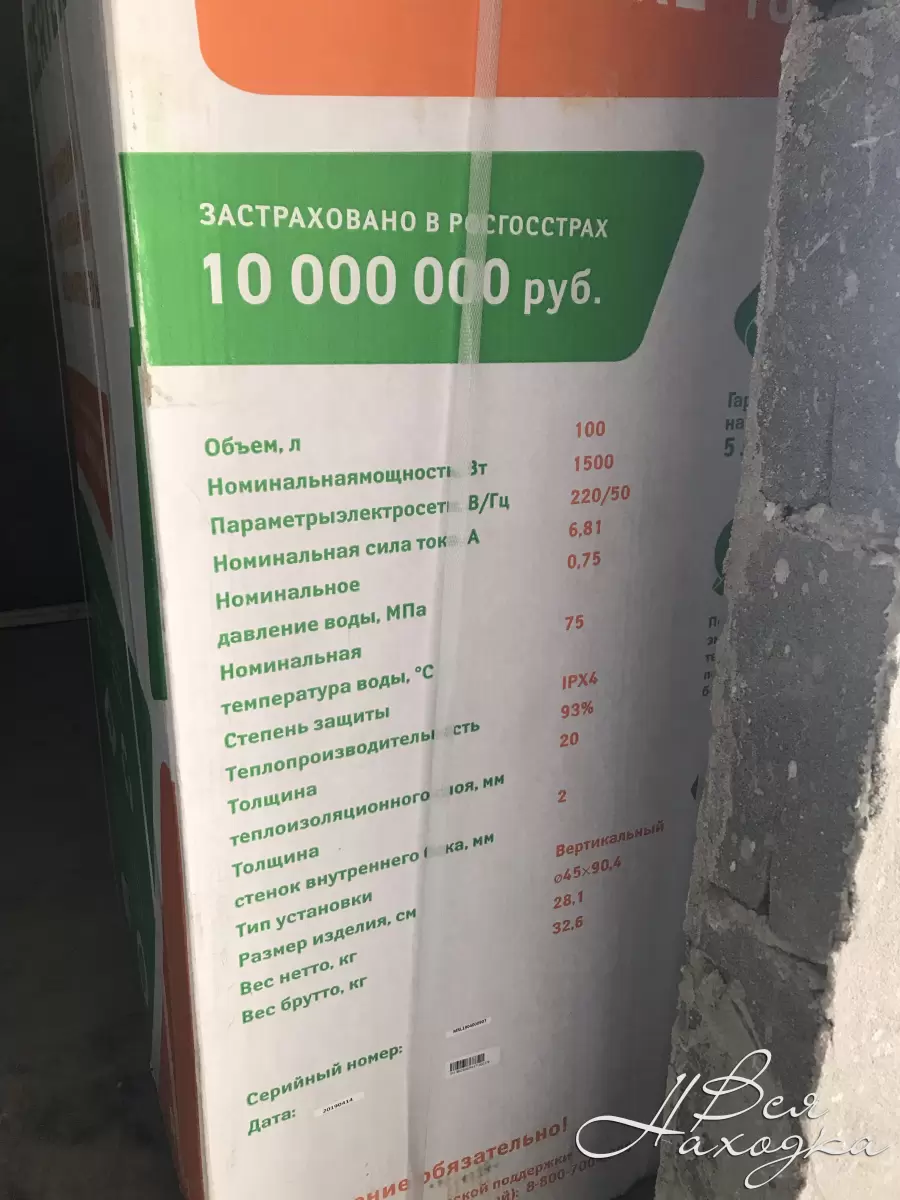 ЗАСТРАХОВАНО В РОСГОССТРАХ
10 000 000 руб.
Объем, л 100
Номинальнаямощность Вт 1500
Параметрыэлектросети В/Гц 220/50
Номинальная сила тока А 6,81
Номинальное 0,75
давление воды, МПа
Номинальная 75
температура воды, °С
Степень защиты IPX4
Теплопроизводительность 93%
Толщина 20
теплоизоляционного слоя, мм
Толщина 2
стенок внутреннего бака, мм
Тип установки Вертикальный
Размер изделия, см ⌀45×90,4
Вес нетто, кг 28,1
Вес брутто, кг 32,6
Серийный номер:
Дата: 20190414
обязательно!
поддержки
8-800-700
Вся
Находка